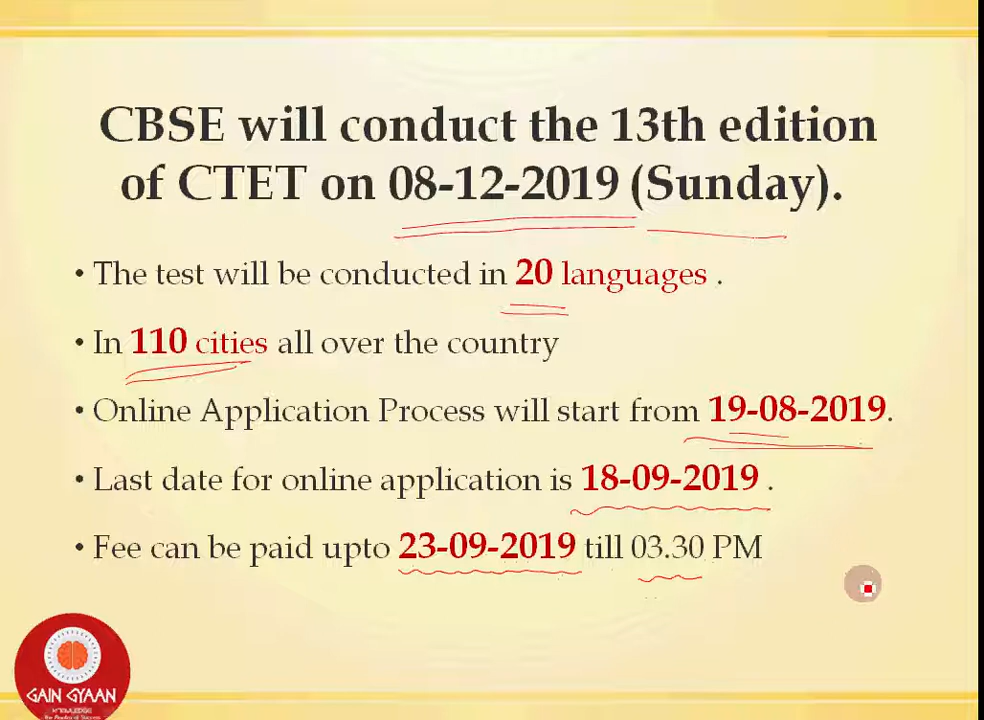 CBSE will conduct the 13th edition
of CTET on 08-12-2019 (Sunday).
• The test will be conducted in 20 languages .
• In 110 cities all over the country
• Online Application Process will start from 19-08-2019.
• Last date for online application is 18-09-2019 .
• Fee can be paid upto 23-09-2019 till 03.30 PM
GAIN GYAAN
KNOWLEDGE